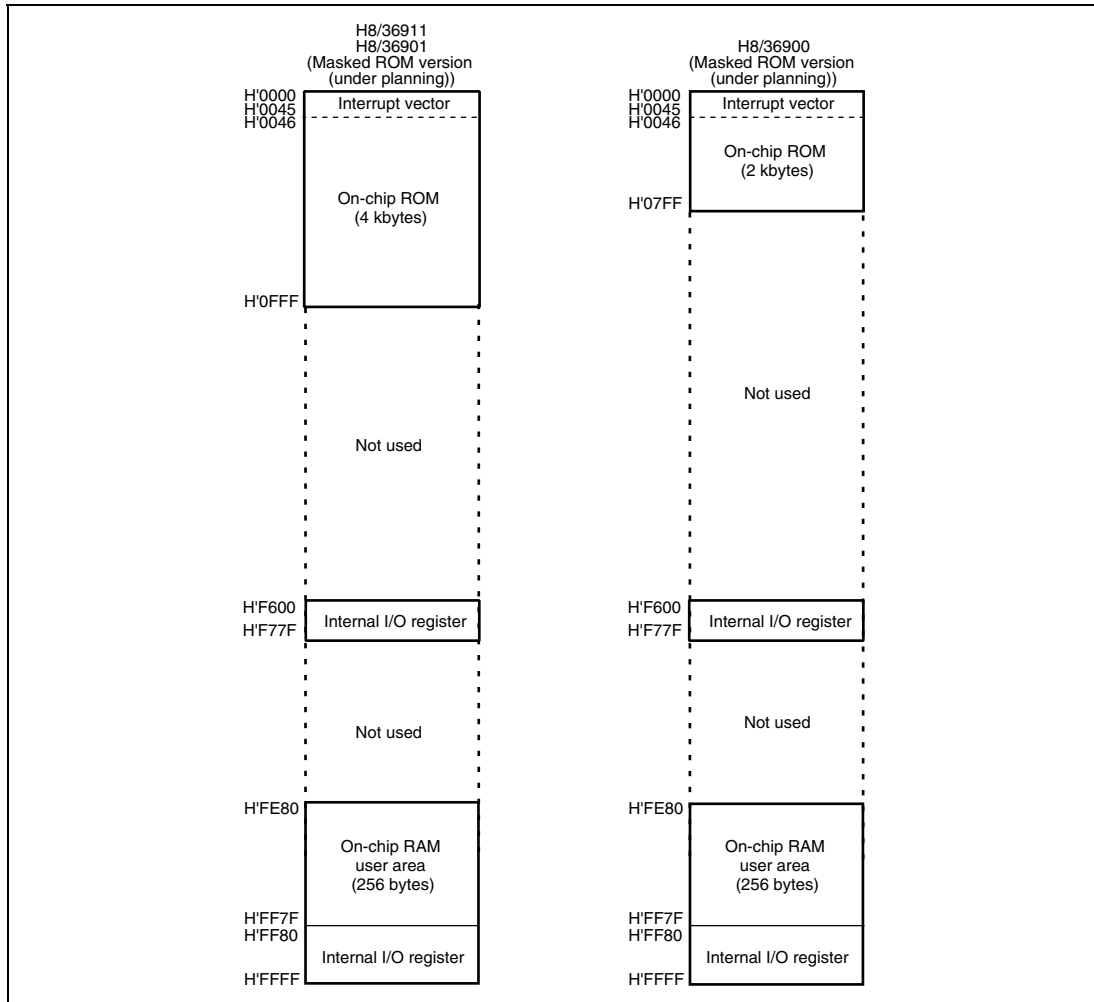 H8/36911
H8/36901
(Masked ROM version
(under planning))
H'0000
H'0045
H'0046
Interrupt vector
On-chip ROM
(4 kbytes)
H'0FFF
Not used
H'F600
H'F77F
Internal I/O register
Not used
H'FE80
On-chip RAM
user area
(256 bytes)
H'FF7F
H'FF80
Internal I/O register
H'FFFF
H8/36900
(Masked ROM version
(under planning))
H'0000
H'0045
H'0046
Interrupt vector
On-chip ROM
(2 kbytes)
H'07FF
Not used
H'F600
H'F77F
Internal I/O register
Not used
H'FE80
On-chip RAM
user area
(256 bytes)
H'FF7F
H'FF80
Internal I/O register
H'FFFF